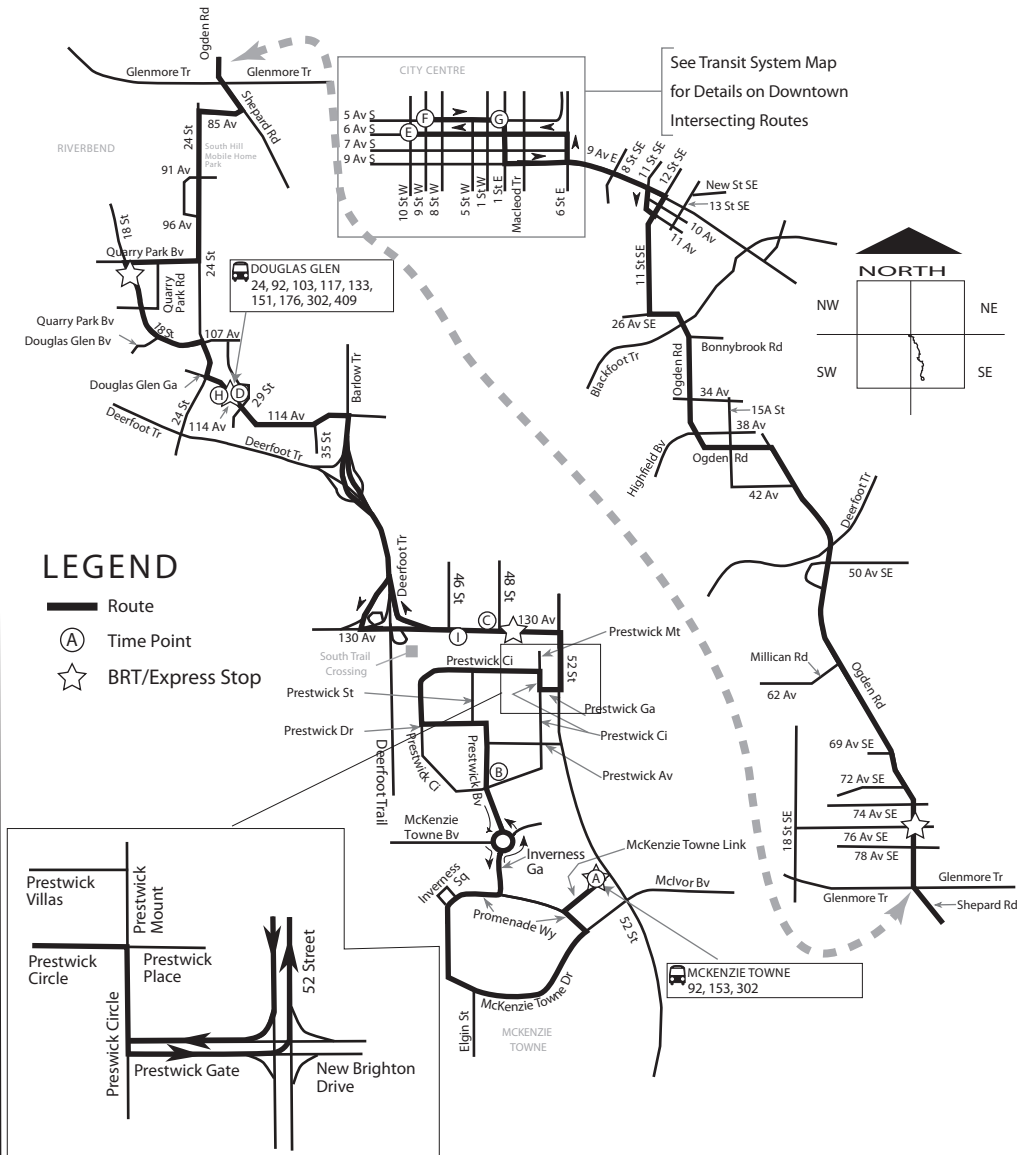 Ogden Rd
Glenmore Tr
Glenmore Tr
Shepard Rd
85 Av
24 St
South Hill
Mobile Home
Park
RIVERBEND
91 Av
96 Av
18 St
Quarry Park Bv
24 St
Quarry
Park Rd
Quarry Park Bv
18 St
Douglas Glen Bv
107 Av
DOUGLAS GLEN
24, 92, 103, 117, 133,
151, 176, 302, 409
Douglas Glen Ga
H
D
29 St
24 St
114 Av
114 Av
Deerfoot Tr
Deerfoot Tr
35 St
Barlow Tr
CITY CENTRE
5 Av S
6 Av S
7 Av S
9 Av S
F
G
E
10 St W
9 St W
8 St W
5 St W
1 St W
1 St E
Macleod Tr
6 St E
See Transit System Map
for Details on Downtown
Intersecting Routes
9 Av E
8 St SE
11 St SE
12 St SE
New St SE
13 St SE
10 Av
11 Av
11 St SE
26 Av SE
Blackfoot Tr
Bonnybrook Rd
Ogden Rd
34 Av
15A St
38 Av
Highfield Bv
Ogden Rd
42 Av
Deerfoot Tr
50 Av SE
Millican Rd
62 Av
Ogden Rd
69 Av SE
72 Av SE
74 Av SE
76 Av SE
78 Av SE
18 St SE
Glenmore Tr
Glenmore Tr
Shepard Rd
NORTH
NW
NE
SW
SE
LEGEND
Route
A
Time Point
BRT/Express Stop
Deerfoot Tr
46 St
48 St
C
I
130 Av
130 Av
South Trail
Crossing
Prestwick Mt
Prestwick Ci
52 St
Prestwick St
Prestwick Ga
Prestwick Dr
Prestwick Ci
Prestwick Ci
Prestwick Bv
B
Prestwick Av
Deerfoot Trail
McKenzie
Towne Bv
Inverness
Ga
McKenzie Towne Link
Inverness
Sq
A
McIvor Bv
Promenade Wy
52 St
McKenzie Towne Dr
Elgin St
MCKENZIE
TOWNE
MCKENZIE TOWNE
92, 153, 302
Prestwick
Villas
Prestwick
Mount
Prestwick
Circle
Prestwick
Place
52 Street
Preswick Circle
Prestwick Gate
New Brighton
Drive